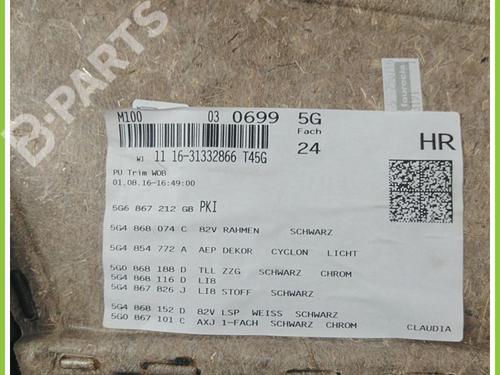 M100 03 0699 5G
Fach
24
HR
WJ 11 16-31332866 T45G
PU Trim WOB
01.08.16-16:49:00
5G6 867 212 GB PKI
5G4 868 074 C 82V RAHMEN SCHWARZ
5G4 854 772 A AEP DEKOR CYCLON LICHT
5G0 868 188 D TLL ZZG SCHWARZ CHROM
5G4 868 116 D LI8
5G4 867 826 J LI8 STOFF SCHWARZ
5G4 868 152 D 82V LSP WEISS SCHWARZ
5G0 867 101 C AXJ 1-FACH SCHWARZ CHROM
CLAUDIA
faurecia
B-PARTS